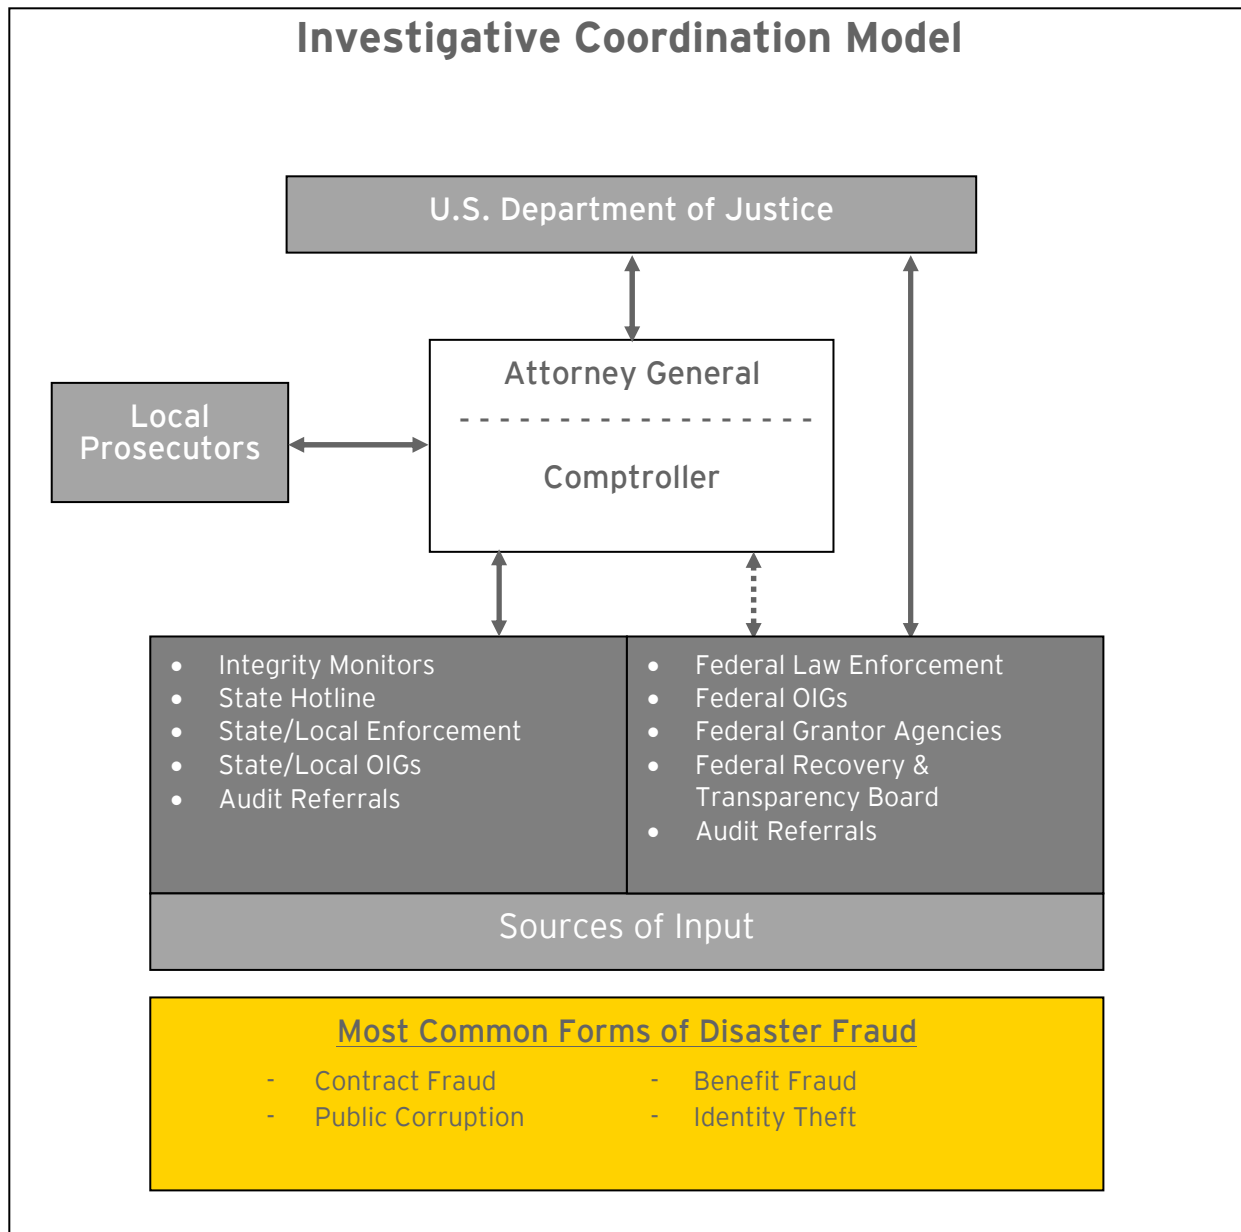 Investigative Coordination Model
U.S. Department of Justice
Attorney General
Local
Prosecutors
Comptroller
• Integrity Monitors
• State Hotline
• State/Local Enforcement
• State/Local OIGs
• Audit Referrals
• Federal Law Enforcement
• Federal OIGs
• Federal Grantor Agencies
• Federal Recovery &
Transparency Board
• Audit Referrals
Sources of Input
Most Common Forms of Disaster Fraud
- Contract Fraud
- Public Corruption
- Benefit Fraud
- Identity Theft